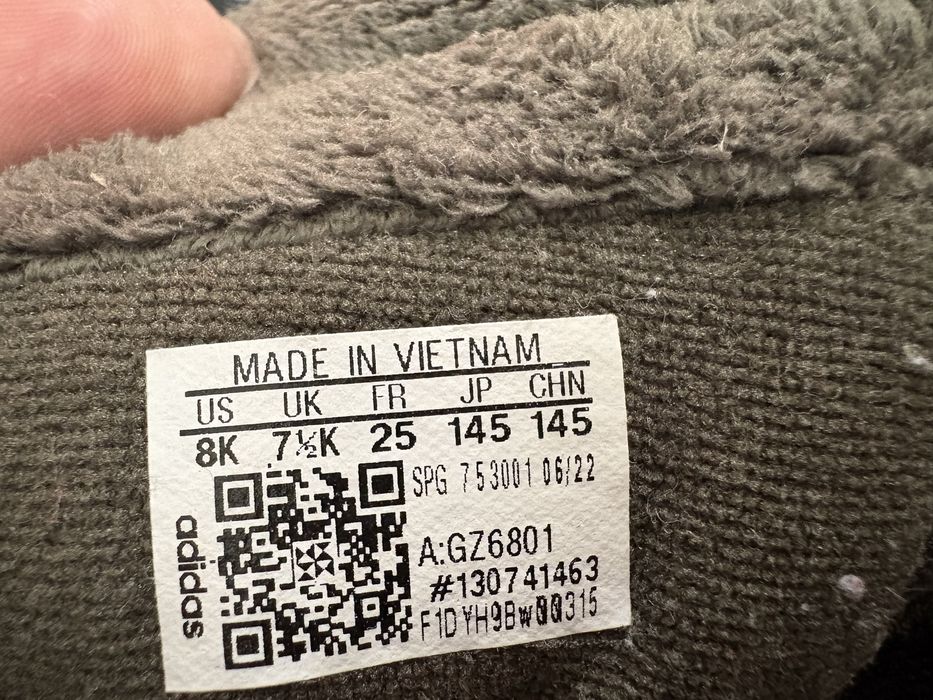 MADE IN VIETNAM
US UK FR JP CHN
8K 7½K 25 145 145
SPG 753001 06/22
A:GZ6801
#130741463
adidas